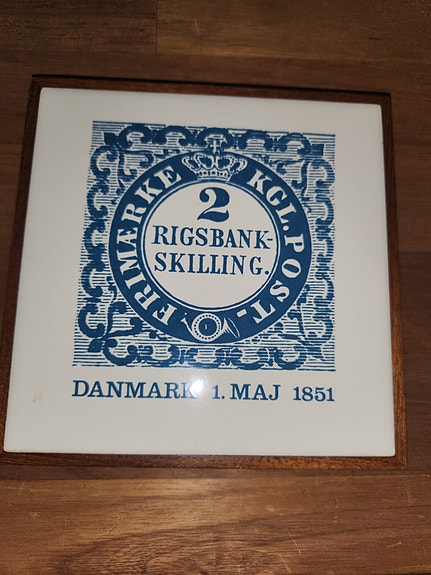 FRIMÆRKE KGL. POST.
2
RIGSBANK-
SKILLING.
DANMARK 1. MAJ 1851